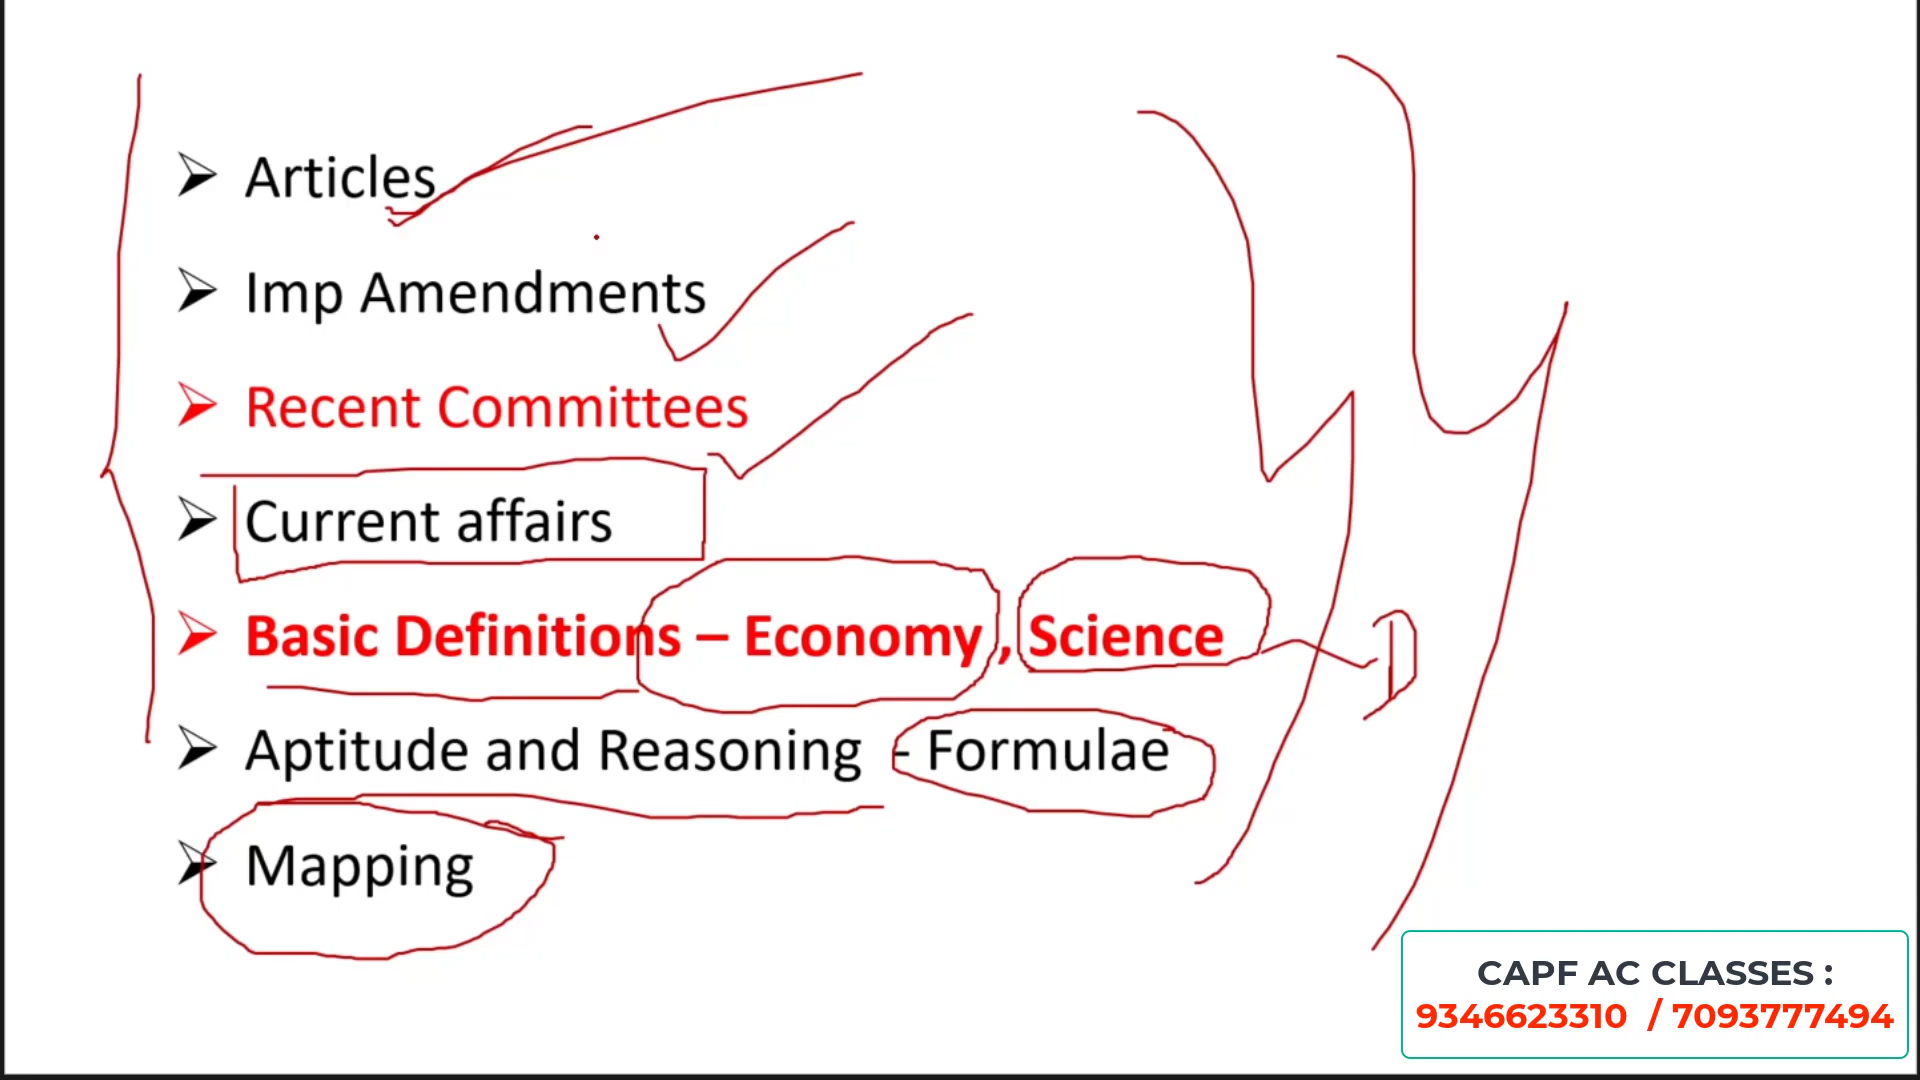 Articles
Imp Amendments
Recent Committees
Current affairs
Basic Definitions – Economy , Science
Aptitude and Reasoning - Formulae
Mapping
D
CAPF AC CLASSES :
9346623310 / 7093777494